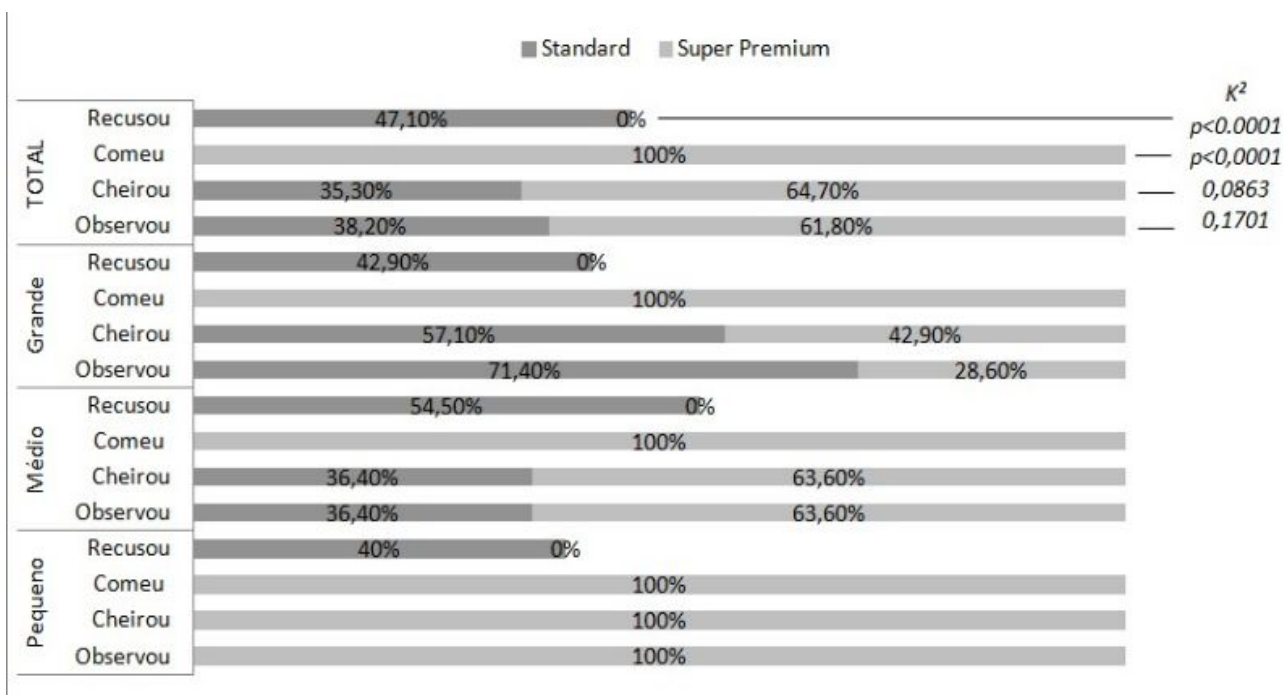 Standard Super Premium
K²
TOTAL
Recusou 47,10% 0% p<0.0001
Comeu 100% p<0,0001
Cheirou 35,30% 64,70% 0,0863
Observou 38,20% 61,80% 0,1701
Grande
Recusou 42,90% 0%
Comeu 100%
Cheirou 57,10% 42,90%
Observou 71,40% 28,60%
Médio
Recusou 54,50% 0%
Comeu 100%
Cheirou 36,40% 63,60%
Observou 36,40% 63,60%
Pequeno
Recusou 40% 0%
Comeu 100%
Cheirou 100%
Observou 100%